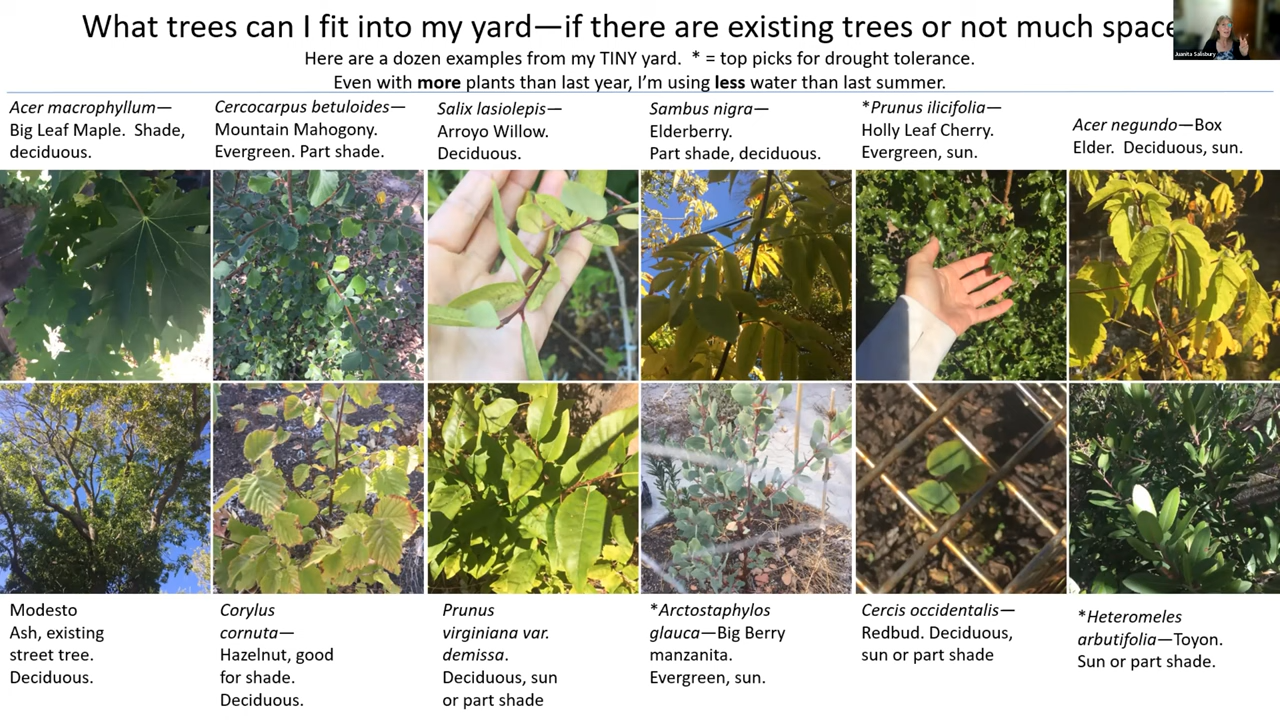 What trees can I fit into my yard—if there are existing trees or not much space
Juanita Salisbury
Here are a dozen examples from my TINY yard. * = top picks for drought tolerance.
Even with more plants than last year, I'm using less water than last summer.
Acer macrophyllum—
Big Leaf Maple. Shade,
deciduous.
Cercocarpus betuloides—
Mountain Mahogany.
Evergreen. Part shade.
Salix lasiolepis—
Arroyo Willow.
Deciduous.
Sambus nigra—
Elderberry.
Part shade, deciduous.
*Prunus ilicifolia—
Holly Leaf Cherry.
Evergreen, sun.
Acer negundo—Box
Elder. Deciduous, sun.
Modesto
Ash, existing
street tree.
Deciduous.
Corylus
cornuta—
Hazelnut, good
for shade.
Deciduous.
Prunus
virginiana var.
demissa.
Deciduous, sun
or part shade
*Arctostaphylos
glauca—Big Berry
manzanita.
Evergreen, sun.
Cercis occidentalis—
Redbud. Deciduous,
sun or part shade
*Heteromeles
arbutifolia—Toyon.
Sun or part shade.